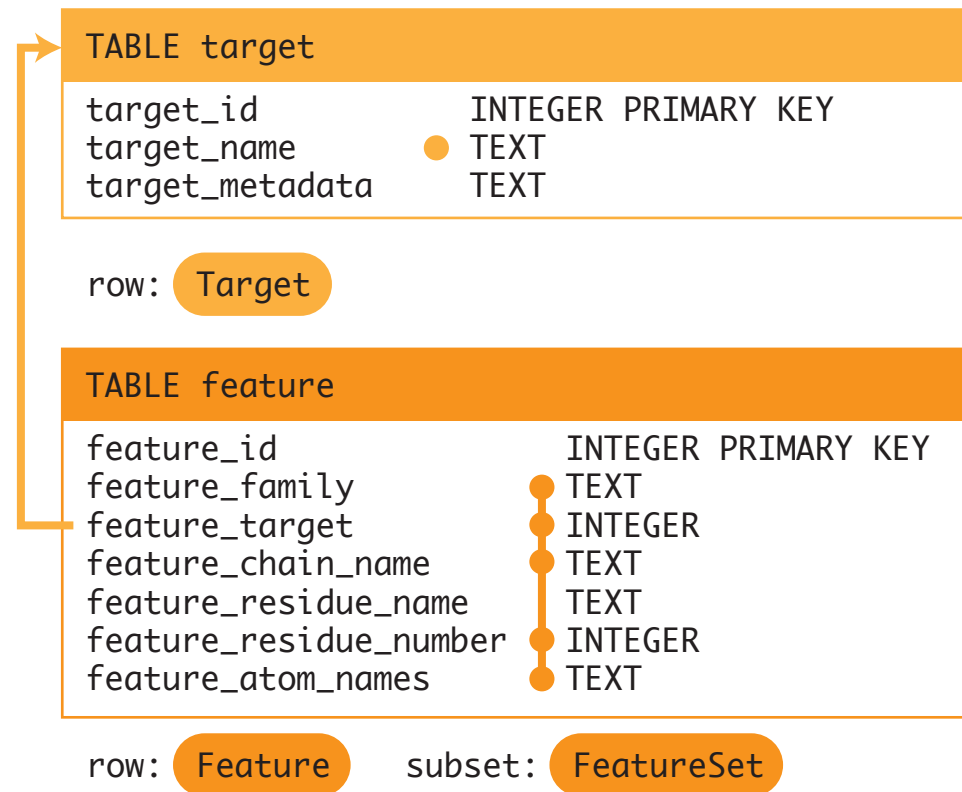 TABLE target
target_id INTEGER PRIMARY KEY
target_name TEXT
target_metadata TEXT
row: Target
TABLE feature
feature_id INTEGER PRIMARY KEY
feature_family TEXT
feature_target INTEGER
feature_chain_name TEXT
feature_residue_name TEXT
feature_residue_number INTEGER
feature_atom_names TEXT
row: Feature subset: FeatureSet